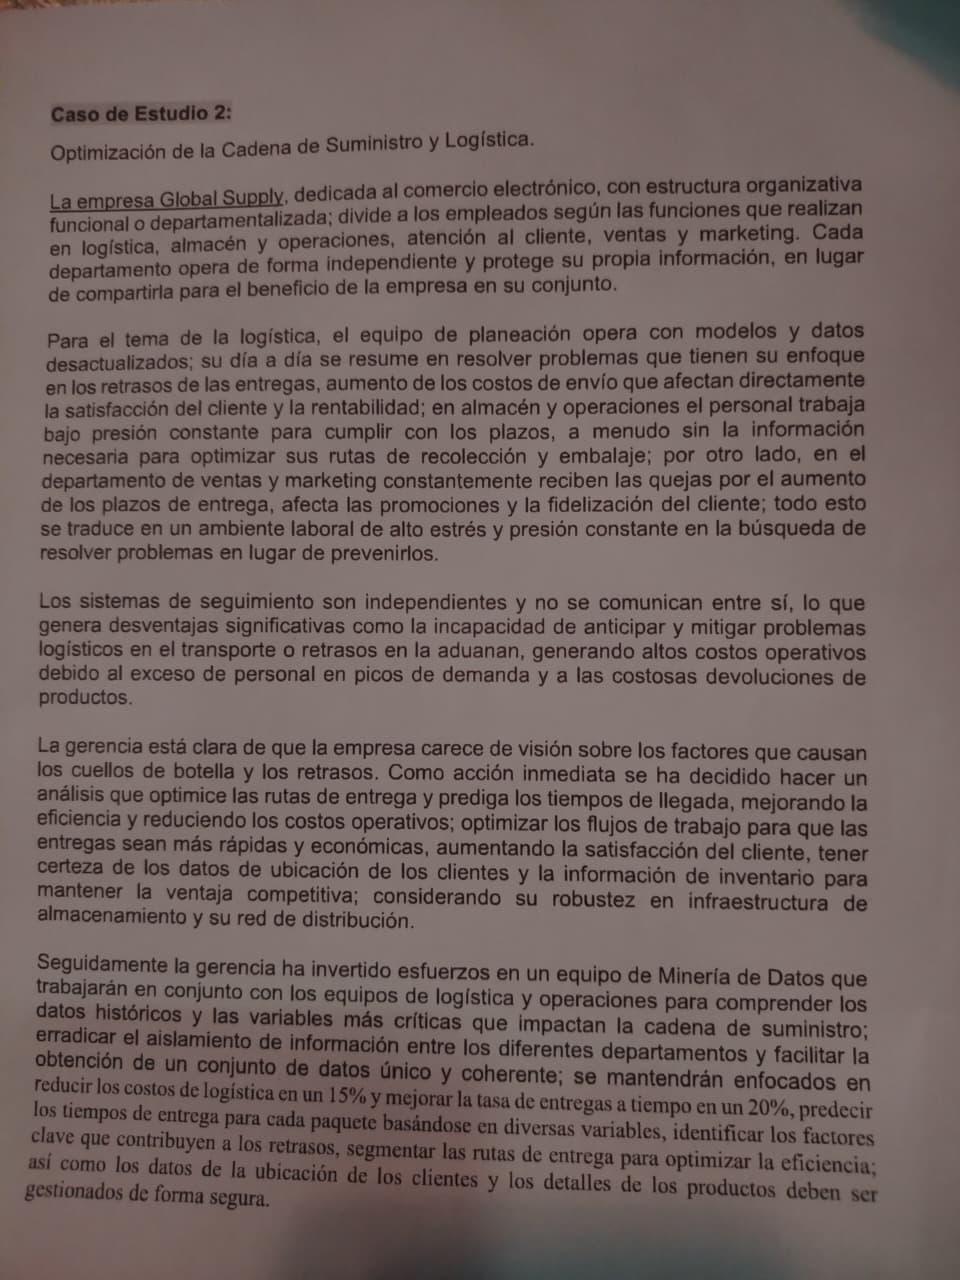 Caso de Estudio 2:
Optimización de la Cadena de Suministro y Logística.
La empresa Global Supply, dedicada al comercio electrónico, con estructura organizativa
funcional o departamentalizada; divide a los empleados según las funciones que realizan
en logística, almacén y operaciones, atención al cliente, ventas y marketing. Cada
departamento opera de forma independiente y protege su propia información, en lugar
de compartirla para el beneficio de la empresa en su conjunto.
Para el tema de la logística, el equipo de planeación opera con modelos y datos
desactualizados; su día a día se resume en resolver problemas que tienen su enfoque
en los retrasos de las entregas, aumento de los costos de envío que afectan directamente
la satisfacción del cliente y la rentabilidad; en almacén y operaciones el personal trabaja
bajo presión constante para cumplir con los plazos, a menudo sin la información
necesaria para optimizar sus rutas de recolección y embalaje; por otro lado, en el
departamento de ventas y marketing constantemente reciben las quejas por el aumento
de los plazos de entrega, afecta las promociones y la fidelización del cliente; todo esto
se traduce en un ambiente laboral de alto estrés y presión constante en la búsqueda de
resolver problemas en lugar de prevenirlos.
Los sistemas de seguimiento son independientes y no se comunican entre sí, lo que
genera desventajas significativas como la incapacidad de anticipar y mitigar problemas
logísticos en el transporte o retrasos en la aduanan, generando altos costos operativos
debido al exceso de personal en picos de demanda y a las costosas devoluciones de
productos.
La gerencia está clara de que la empresa carece de visión sobre los factores que causan
los cuellos de botella y los retrasos. Como acción inmediata se ha decidido hacer un
análisis que optimice las rutas de entrega y prediga los tiempos de llegada, mejorando la
eficiencia y reduciendo los costos operativos; optimizar los flujos de trabajo para que las
entregas sean más rápidas y económicas, aumentando la satisfacción del cliente, tener
certeza de los datos de ubicación de los clientes y la información de inventario para
mantener la ventaja competitiva; considerando su robustez en infraestructura de
almacenamiento y su red de distribución.
Seguidamente la gerencia ha invertido esfuerzos en un equipo de Minería de Datos que
trabajarán en conjunto con los equipos de logística y operaciones para comprender los
datos históricos y las variables más críticas que impactan la cadena de suministro;
erradicar el aislamiento de información entre los diferentes departamentos y facilitar la
obtención de un conjunto de datos único y coherente; se mantendrán enfocados en
reducir los costos de logística en un 15% y mejorar la tasa de entregas a tiempo en un 20%, predecir
los tiempos de entrega para cada paquete basándose en diversas variables, identificar los factores
clave que contribuyen a los retrasos, segmentar las rutas de entrega para optimizar la eficiencia;
así como los datos de la ubicación de los clientes y los detalles de los productos deben ser
gestionados de forma segura.